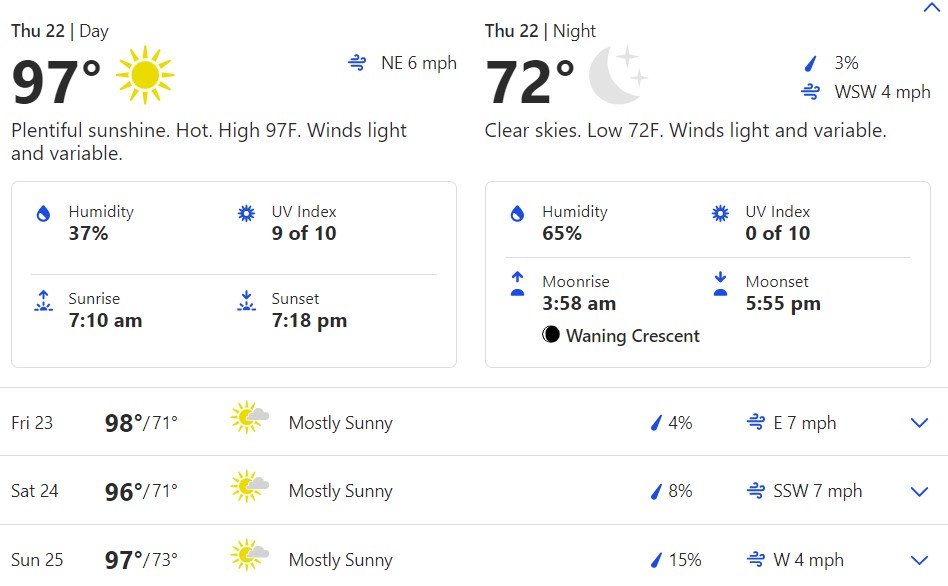 Thu 22 | Day
97°
NE 6 mph
Plentiful sunshine. Hot. High 97F. Winds light
and variable.
Humidity
37%
UV Index
9 of 10
Sunrise
7:10 am
Sunset
7:18 pm
Thu 22 | Night
72°
3%
WSW 4 mph
Clear skies. Low 72F. Winds light and variable.
Humidity
65%
UV Index
0 of 10
Moonrise
3:58 am
Moonset
5:55 pm
Waning Crescent
Fri 23 98°/71° Mostly Sunny 4% E 7 mph
Sat 24 96°/71° Mostly Sunny 8% SSW 7 mph
Sun 25 97°/73° Mostly Sunny 15% W 4 mph